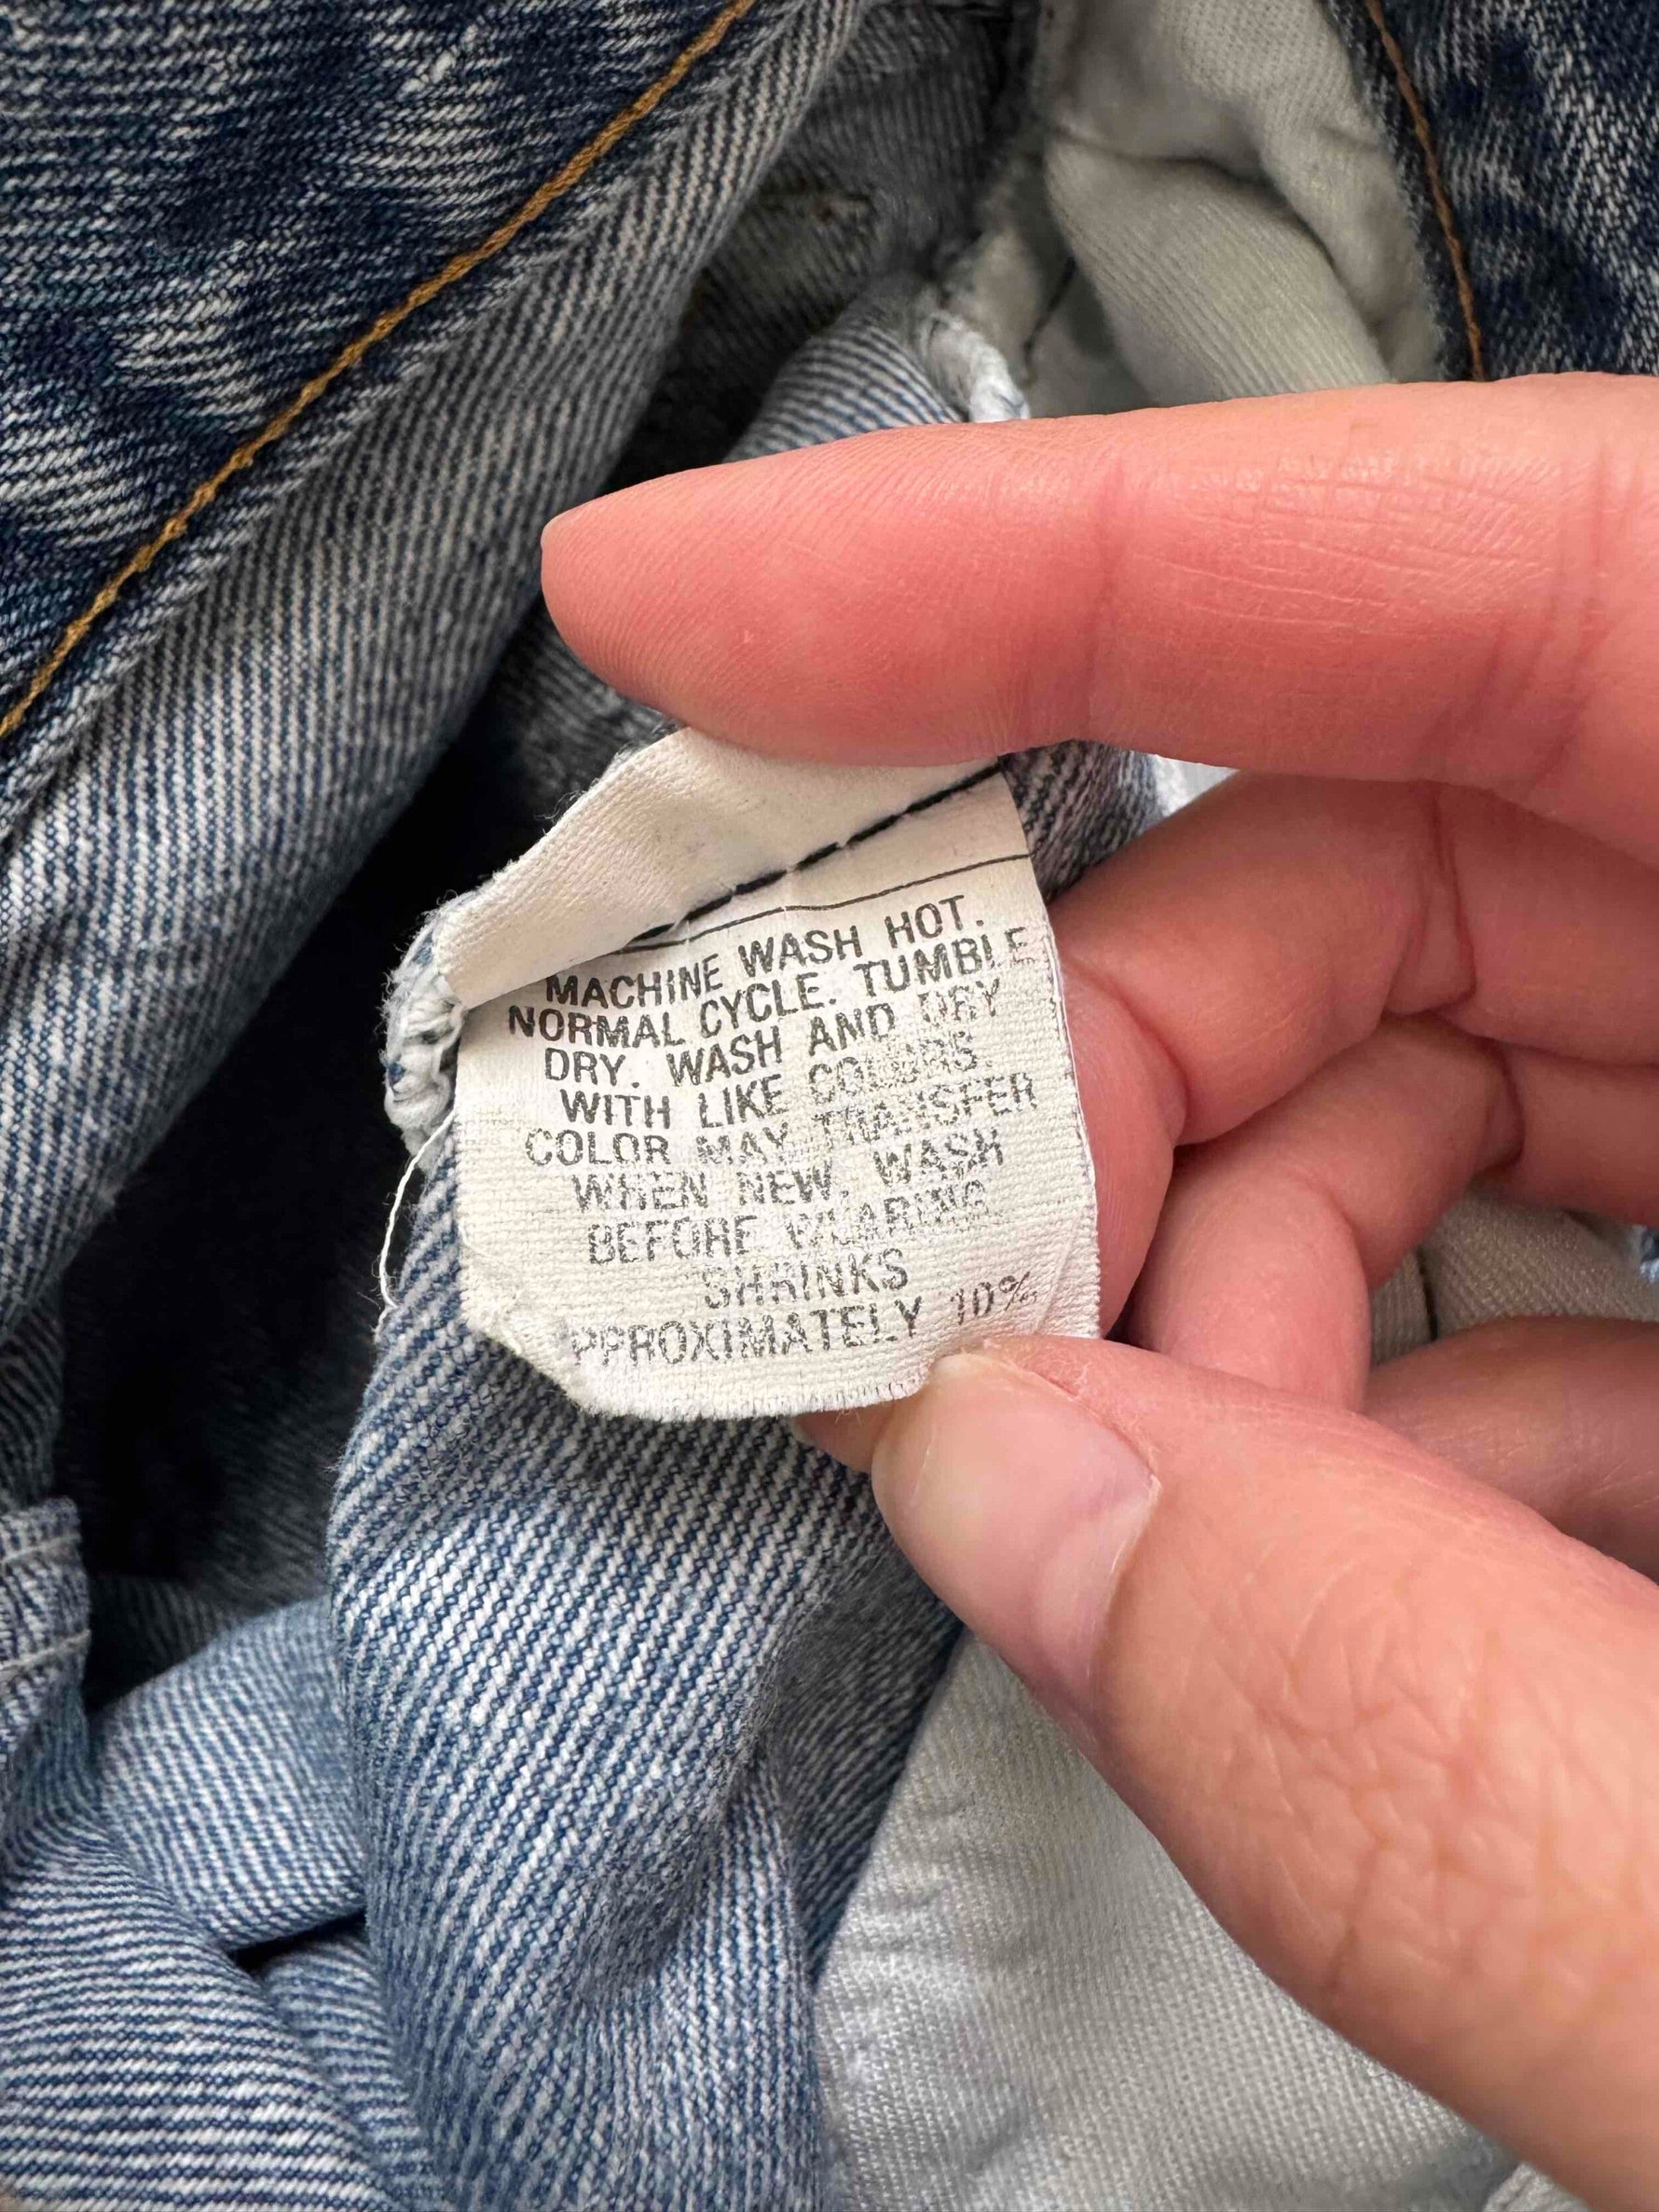 MACHINE WASH HOT.
NORMAL CYCLE. TUMBLE
DRY. WASH AND DRY
WITH LIKE COLORS.
COLOR MAY TRANSFER
WHEN NEW. WASH
BEFORE WEARING
SHRINKS
PPROXIMATELY 10%